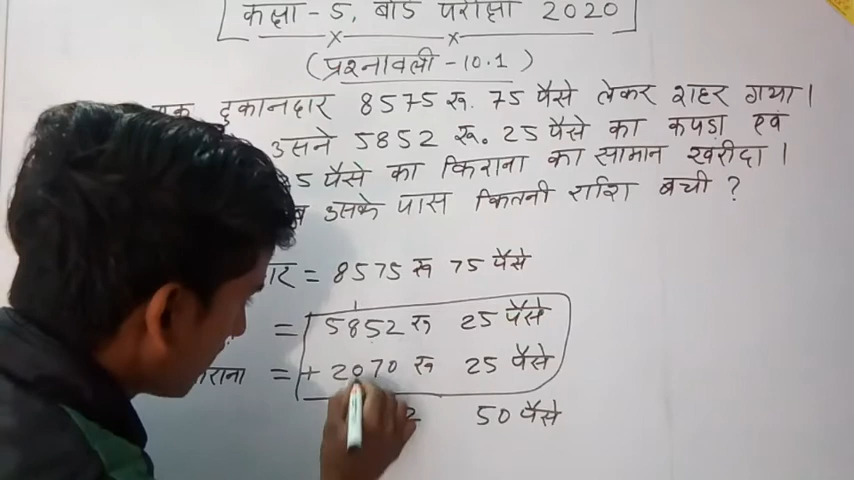 कक्षा - 5, बोर्ड परीक्षा 2020
(प्रश्नावली - 10.1)
दुकानदार 8575 रू. 75 पैसे लेकर शहर गया।
उसने 5852 रू. 25 पैसे का कपड़ा एवं
5 पैसे का किराना का सामान खरीदा।
उसके पास कितनी राशि बची ?
= 8575 रू 75 पैसे
= 5852 रू 25 पैसे
= + 2070 रू 25 पैसे
2 50 पैसे